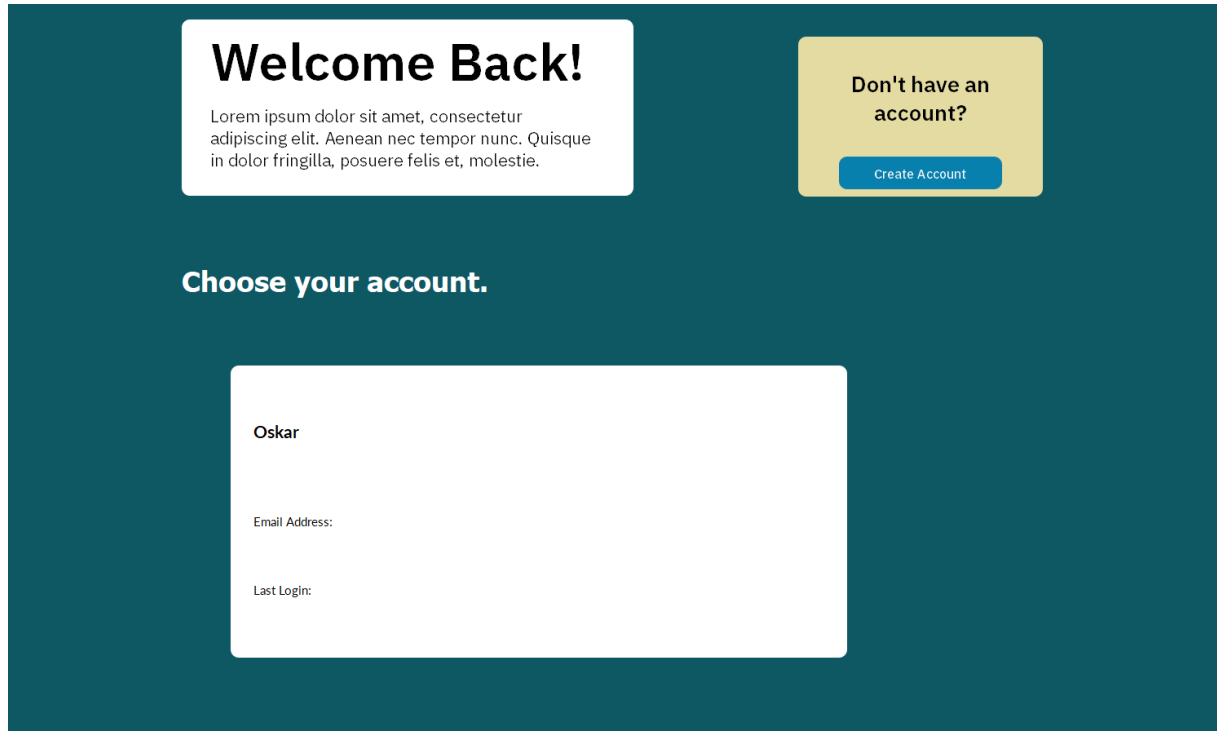 Welcome Back!
Lorem ipsum dolor sit amet, consectetur
adipiscing elit. Aenean nec tempor nunc. Quisque
in dolor fringilla, posuere felis et, molestie.
Don't have an
account?
Create Account
Choose your account.
Oskar
Email Address:
Last Login: